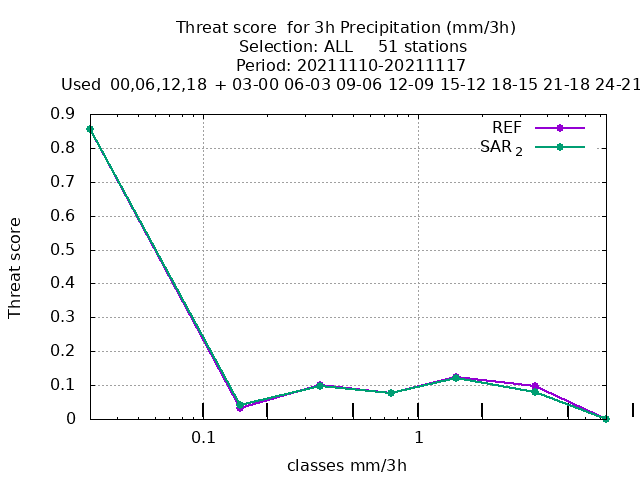 Threat score  for 3h Precipitation (mm/3h)
Selection: ALL     51 stations
Period: 20211110-20211117
Used  00,06,12,18  + 03-00 06-03 09-06 12-09 15-12 18-15 21-18 24-21
0.9
0.8
0.7
0.6
0.5
0.4
0.3
0.2
0.1
0
Threat score
REF
SAR 2
0.1
1
classes mm/3h